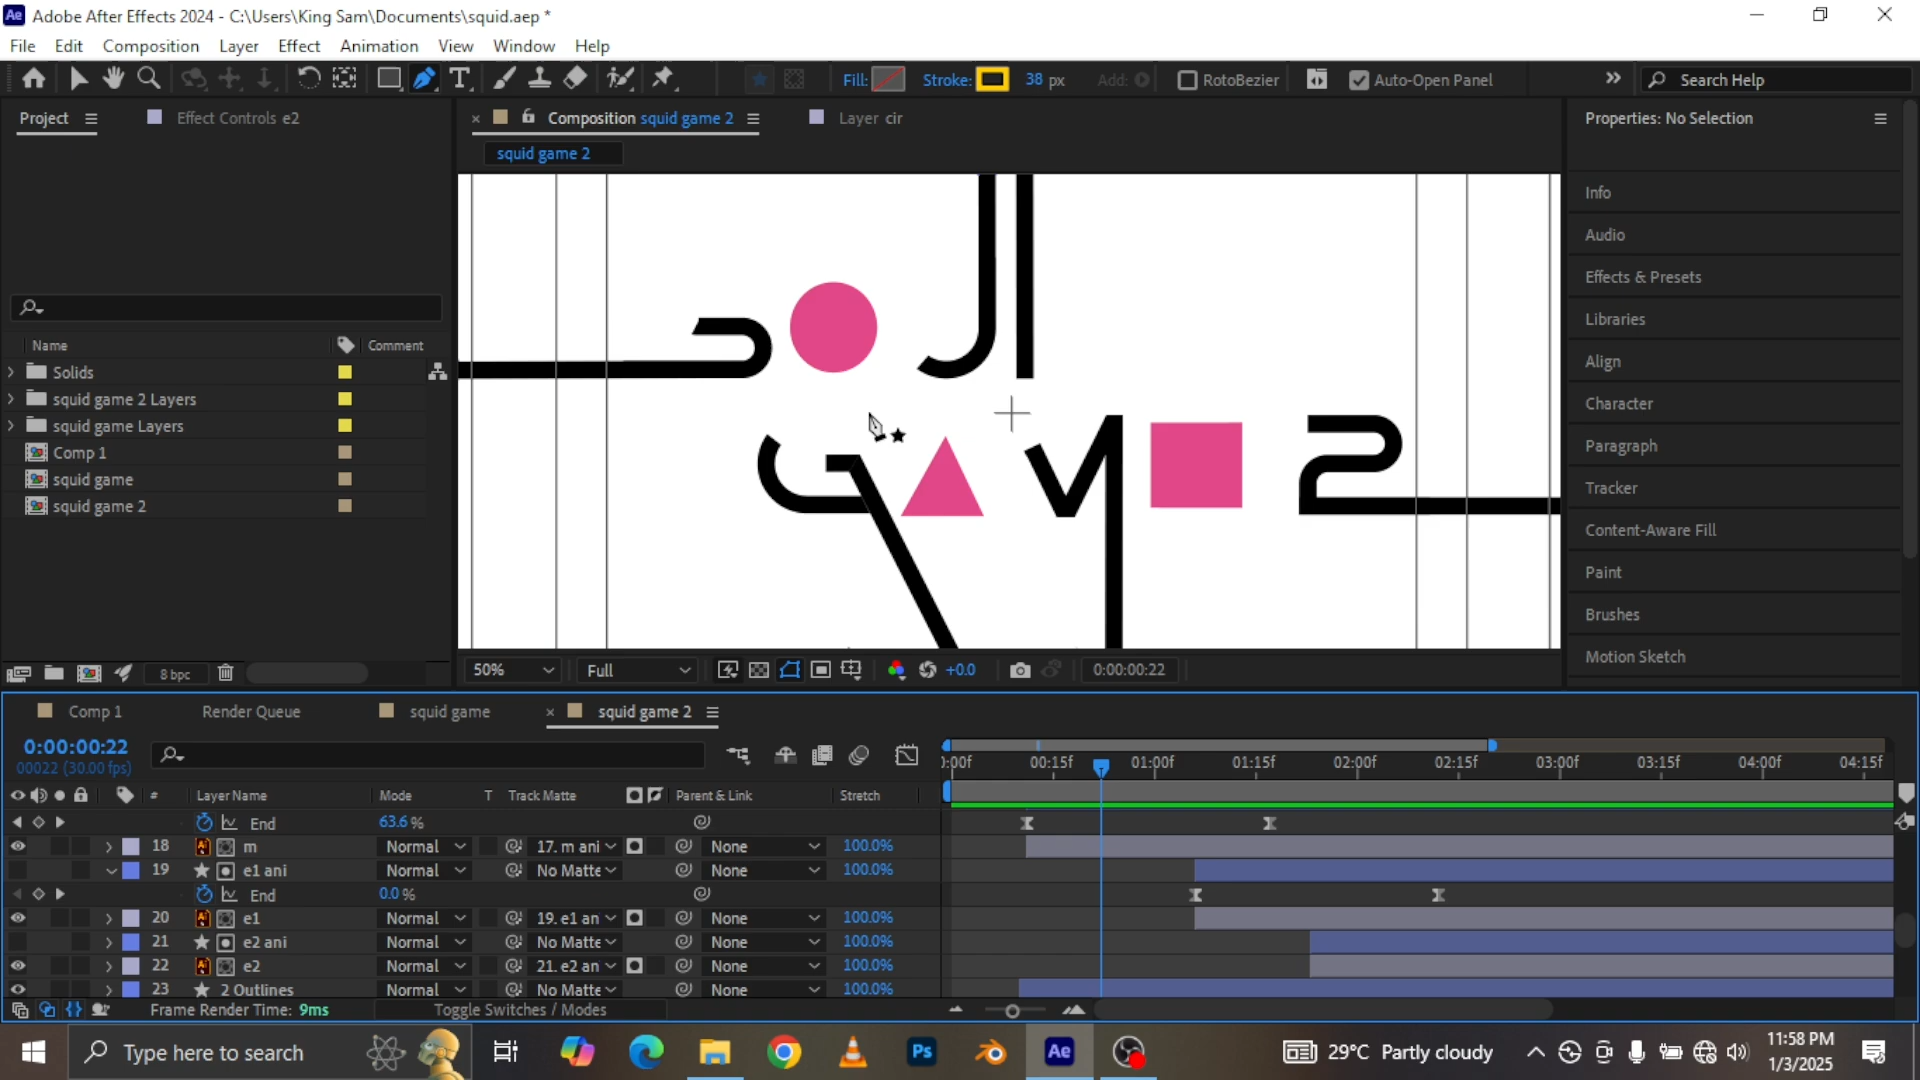 Ae Adobe After Effects 2024 - C:\Users\King Sam\Documents\squid.aep *
File Edit Composition Layer Effect Animation View Window Help
Fill: Stroke: 38 px Add: RotoBezier Auto-Open Panel Search Help
Project Effect Controls e2
Composition squid game 2 Layer cir
squid game 2
Properties: No Selection
Info
Audio
Effects & Presets
Libraries
Align
Character
Paragraph
Tracker
Content-Aware Fill
Paint
Brushes
Motion Sketch
Name Comment
Solids
squid game 2 Layers
squid game Layers
Comp 1
squid game
squid game 2
8 bpc
GAM 2
50% Full +0.0 0:00:00:22
Comp 1 Render Queue squid game squid game 2
0:00:00:22
00022 (30.00 fps)
):00f 00:15f 01:00f 01:15f 02:00f 02:15f 03:00f 03:15f 04:00f 04:15f
# Layer Name Mode T Track Matte Parent & Link Stretch
End 63.6 %
18 m Normal 17. m ani None 100.0%
19 e1 ani Normal No Matte None 100.0%
End 0.0 %
20 e1 Normal 19. e1 an None 100.0%
21 e2 ani Normal No Matte None 100.0%
22 e2 Normal 21. e2 an None 100.0%
23 2 Outlines Normal No Matte None 100.0%
Frame Render Time: 9ms Toggle Switches / Modes
Type here to search Ps Ae 29°C Partly cloudy 11:58 PM
1/3/2025